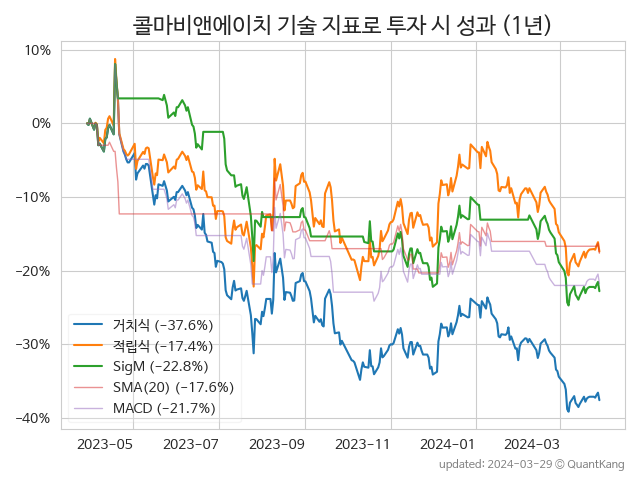 콜마비앤에이치 기술 지표로 투자 시 성과 (1년)
10%
0%
−10%
−20%
−30%
−40%
거치식 (−37.6%)
적립식 (−17.4%)
SigM (−22.8%)
SMA(20) (−17.6%)
MACD (−21.7%)
2023-05 2023-07 2023-09 2023-11 2024-01 2024-03
updated: 2024-03-29 © QuantKang